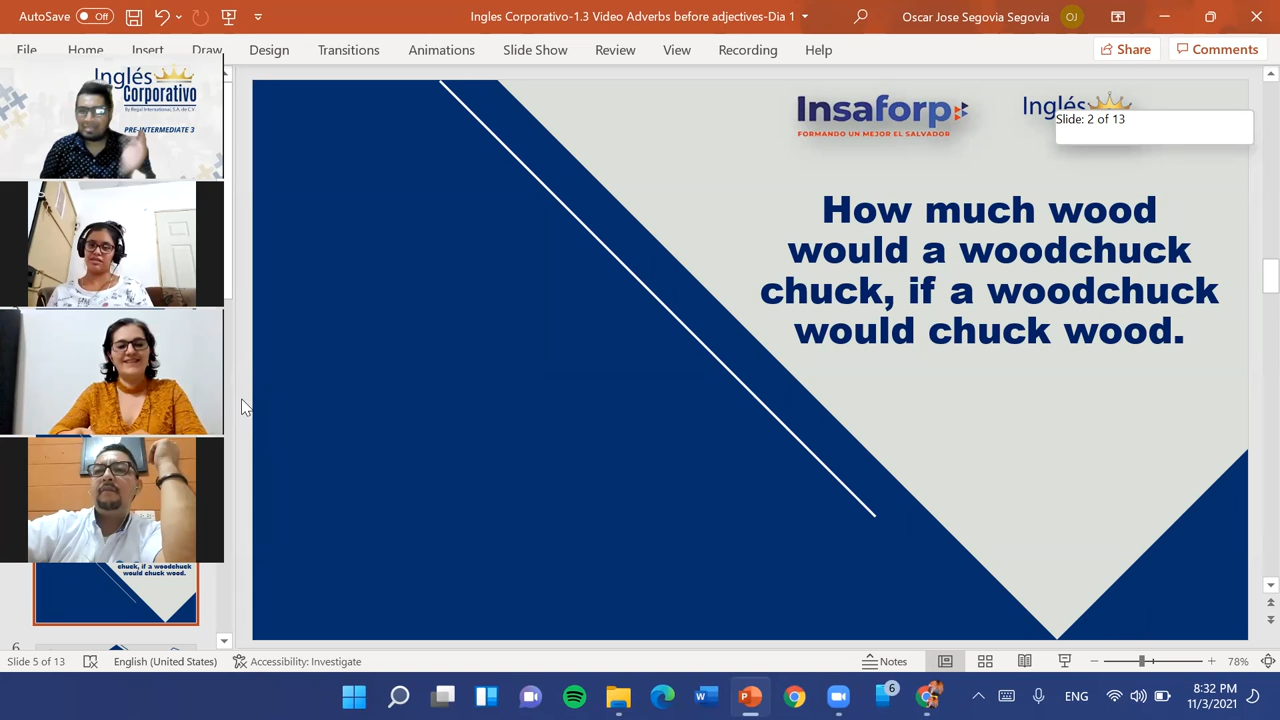 AutoSave Off
Ingles Corporativo-1.3 Video Adverbs before adjectives-Dia 1
Oscar Jose Segovia Segovia
OJ
File Home Insert Draw Design Transitions Animations Slide Show Review View Recording Help
Share
Comments
Inglés
Corporativo
PRE-INTERMEDIATE 3
Insaforp
FORMANDO UN MEJOR EL SALVADOR
Inglés
Slide: 2 of 13
How much wood
would a woodchuck
chuck, if a woodchuck
would chuck wood.
chuck, if a woodchuck
would chuck wood.
6
Slide 5 of 13
English (United States)
Accessibility: Investigate
Notes
78%
6
ENG
8:32 PM
11/3/2021